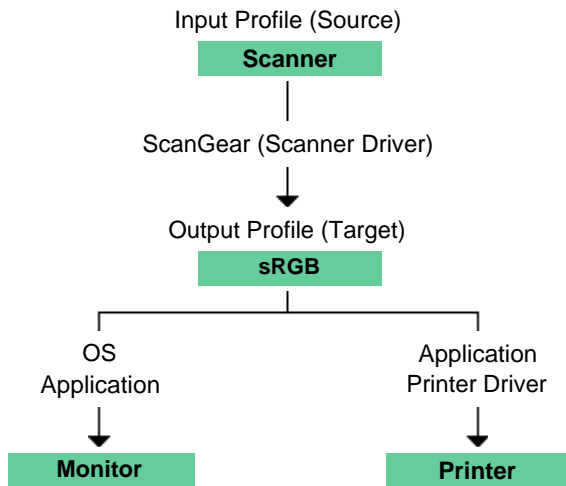 Input Profile (Source)
Scanner
ScanGear (Scanner Driver)
Output Profile (Target)
sRGB
OS
Application
Application
Printer Driver
Monitor
Printer